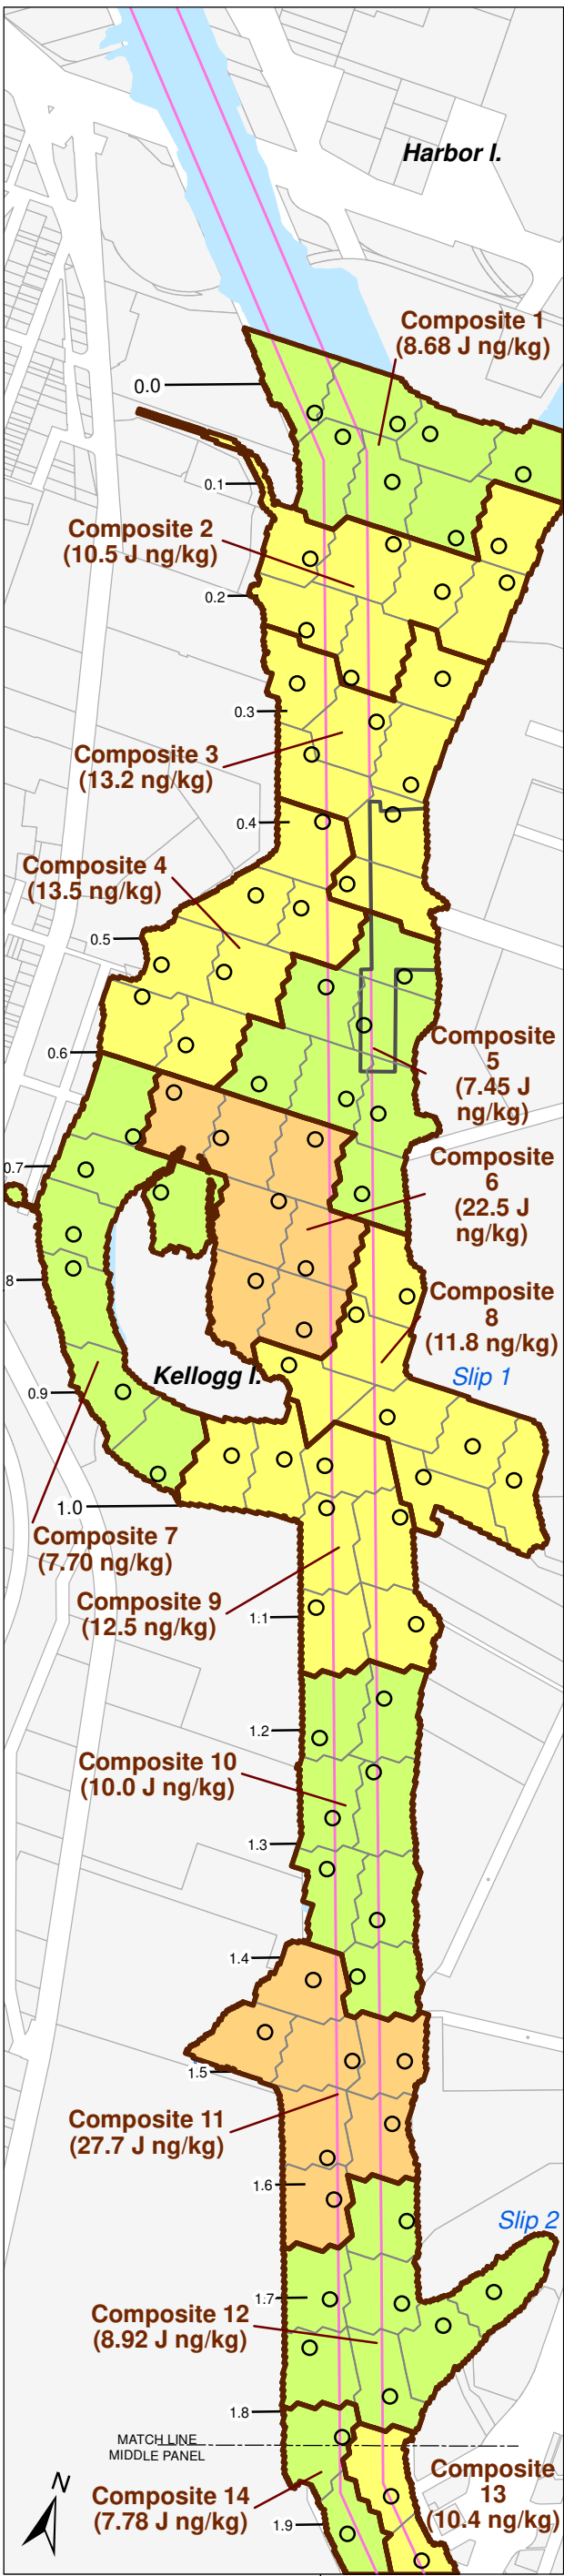 Harbor I.
Composite 1
(8.68 J ng/kg)
0.0
0.1
Composite 2
(10.5 J ng/kg)
0.2
0.3
Composite 3
(13.2 ng/kg)
0.4
Composite 4
(13.5 ng/kg)
0.5
Composite
5
(7.45 J
ng/kg)
0.6
Composite
6
(22.5 J
ng/kg)
0.7
8
Composite
8
(11.8 ng/kg)
Slip 1
Kellogg I.
0.9
1.0
Composite 7
(7.70 ng/kg)
Composite 9
(12.5 ng/kg)
1.1
1.2
Composite 10
(10.0 J ng/kg)
1.3
1.4
1.5
Composite 11
(27.7 J ng/kg)
1.6
Slip 2
1.7
Composite 12
(8.92 J ng/kg)
1.8
MATCH LINE
MIDDLE PANEL
Composite
13
(10.4 ng/kg)
N
Composite 14
(7.78 J ng/kg)
1.9